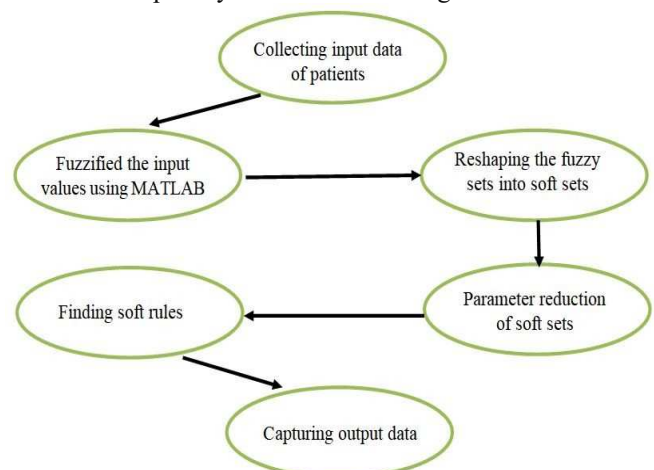 Collecting input data
of patients
Fuzzified the input
values using MATLAB
Reshaping the fuzzy
sets into soft sets
Parameter reduction
of soft sets
Finding soft rules
Capturing output data